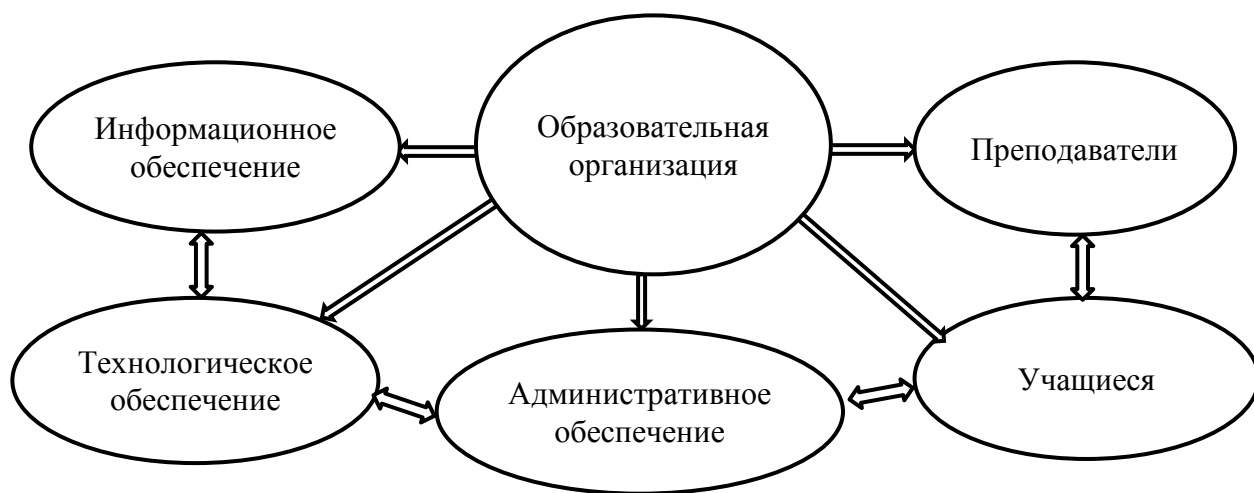 Информационное
обеспечение
Образовательная
организация
Преподаватели
Технологическое
обеспечение
Административное
обеспечение
Учащиеся